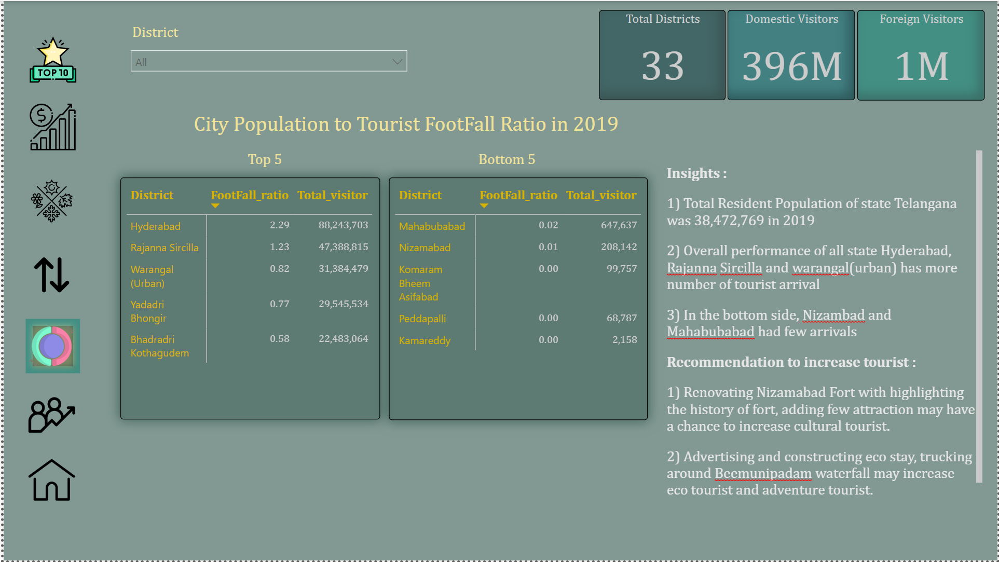 TOP 10
District
All
Total Districts
33
Domestic Visitors
396M
Foreign Visitors
1M
City Population to Tourist FootFall Ratio in 2019
Top 5
District FootFall_ratio Total_visitor
Hyderabad 2.29 88,243,703
Rajanna Sircilla 1.23 47,388,815
Warangal 0.82 31,384,479
(Urban)
Yadadri 0.77 29,545,534
Bhongir
Bhadradri 0.58 22,483,064
Kothagudem
Bottom 5
District FootFall_ratio Total_visitor
Mahabubabad 0.02 647,637
Nizamabad 0.01 208,142
Komaram 0.00 99,757
Bheem
Asifabad
Peddapalli 0.00 68,787
Kamareddy 0.00 2,158
Insights :
1) Total Resident Population of state Telangana
was 38,472,769 in 2019
2) Overall performance of all state Hyderabad,
Rajanna Sircilla and warangal(urban) has more
number of tourist arrival
3) In the bottom side, Nizambad and
Mahabubabad had few arrivals
Recommendation to increase tourist :
1) Renovating Nizamabad Fort with highlighting
the history of fort, adding few attraction may have
a chance to increase cultural tourist.
2) Advertising and constructing eco stay, trucking
around Beemunipadam waterfall may increase
eco tourist and adventure tourist.